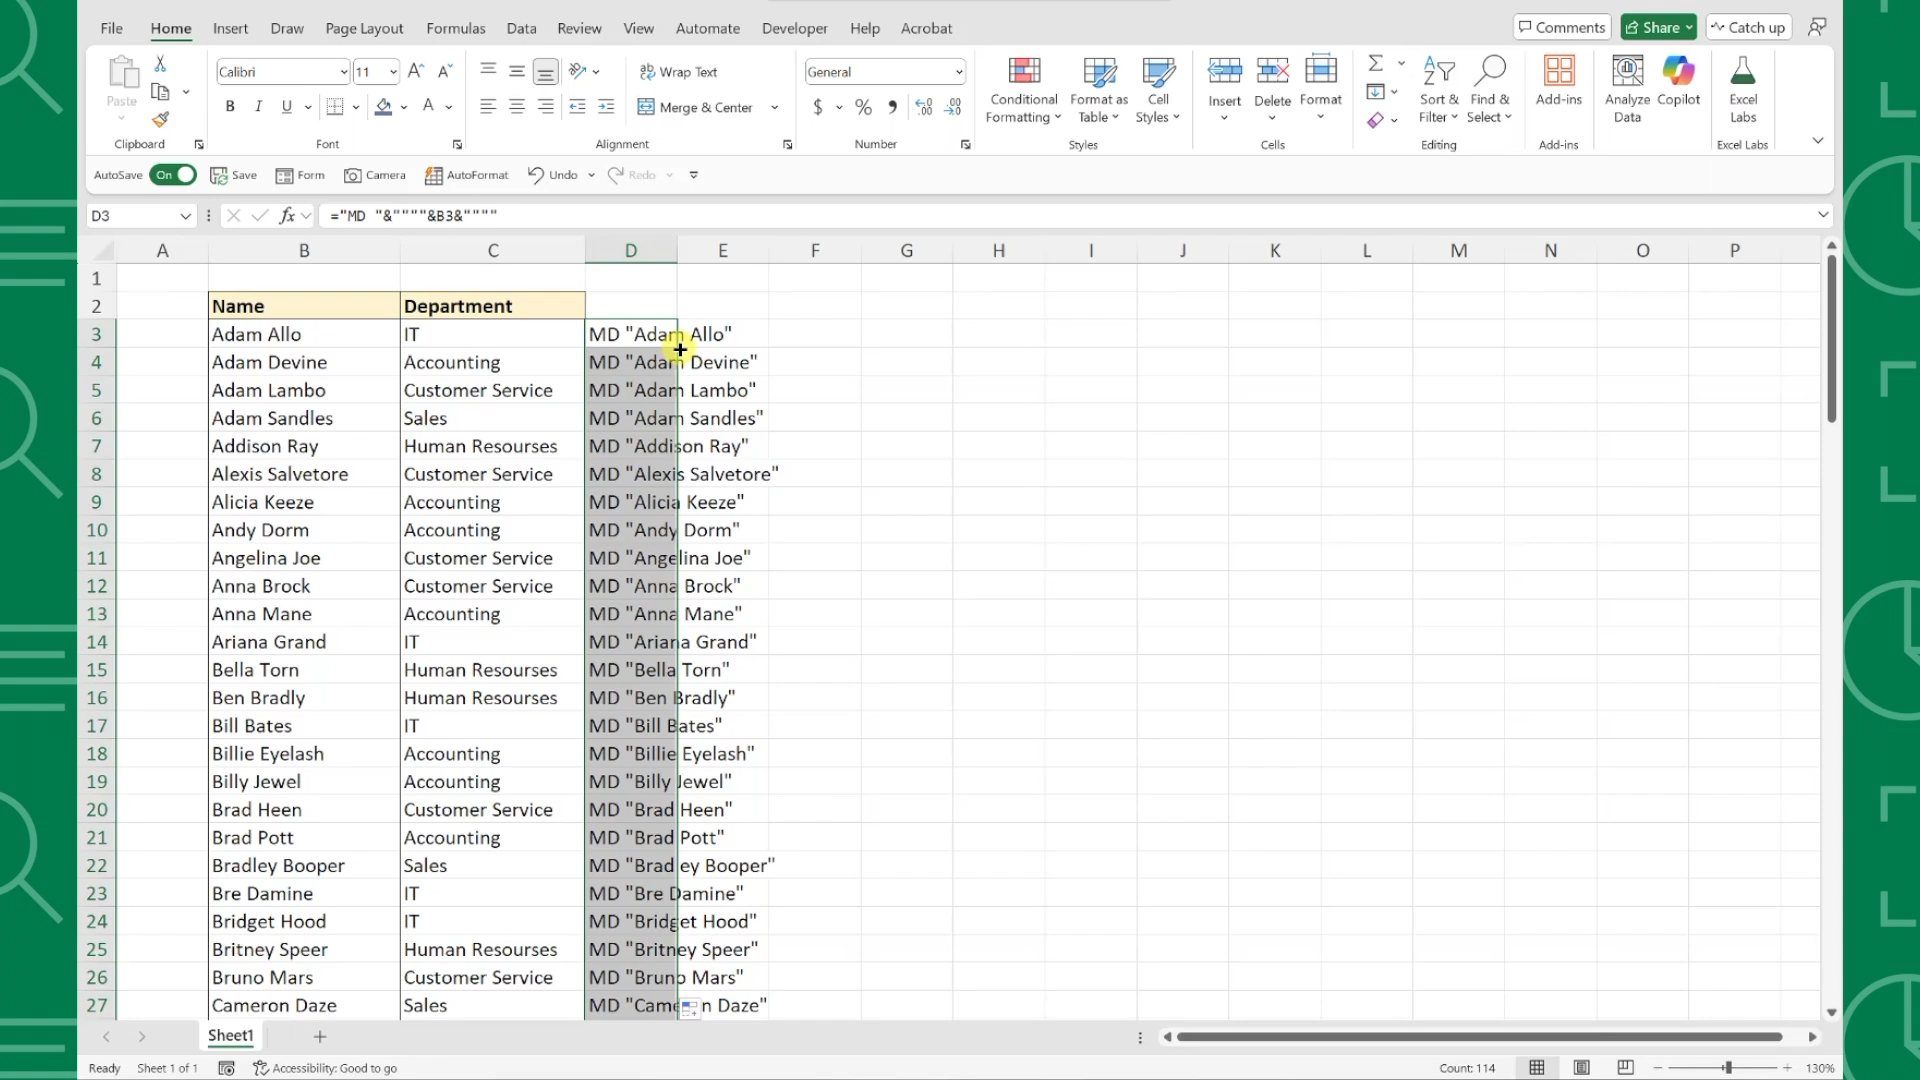 File Home Insert Draw Page Layout Formulas Data Review View Automate Developer Help Acrobat Comments Share Catch up
Paste Calibri 11 Wrap Text General Conditional Formatting Format as Table Cell Styles Insert Delete Format Sort & Filter Find & Select Add-ins Analyze Data Copilot Excel Labs
B I U Merge & Center $ % 9
Clipboard Font Alignment Number Styles Cells Editing Add-ins Excel Labs
AutoSave On Save Form Camera AutoFormat Undo Redo
D3 fx ="MD "&""""&B3&""""
A B C D E F G H I J K L M N O P
1
2 Name Department
3 Adam Allo IT MD "Adam Allo"
4 Adam Devine Accounting MD "Adam Devine"
5 Adam Lambo Customer Service MD "Adam Lambo"
6 Adam Sandles Sales MD "Adam Sandles"
7 Addison Ray Human Resourses MD "Addison Ray"
8 Alexis Salvetore Customer Service MD "Alexis Salvetore"
9 Alicia Keeze Accounting MD "Alicia Keeze"
10 Andy Dorm Accounting MD "Andy Dorm"
11 Angelina Joe Customer Service MD "Angelina Joe"
12 Anna Brock Customer Service MD "Anna Brock"
13 Anna Mane Accounting MD "Anna Mane"
14 Ariana Grand IT MD "Ariana Grand"
15 Bella Torn Human Resourses MD "Bella Torn"
16 Ben Bradly Human Resourses MD "Ben Bradly"
17 Bill Bates IT MD "Bill Bates"
18 Billie Eyelash Accounting MD "Billie Eyelash"
19 Billy Jewel Accounting MD "Billy Jewel"
20 Brad Heen Customer Service MD "Brad Heen"
21 Brad Pott Accounting MD "Brad Pott"
22 Bradley Booper Sales MD "Bradley Booper"
23 Bre Damine IT MD "Bre Damine"
24 Bridget Hood IT MD "Bridget Hood"
25 Britney Speer Human Resourses MD "Britney Speer"
26 Bruno Mars Customer Service MD "Bruno Mars"
27 Cameron Daze Sales MD "Cameron Daze"
Sheet1
Ready Sheet 1 of 1 Accessibility: Good to go Count: 114 130%